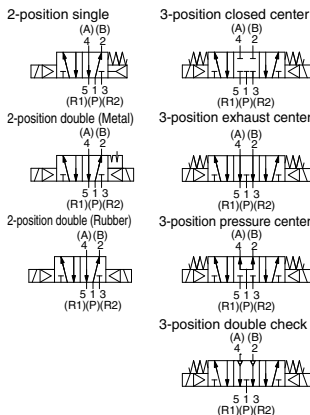 2-position single
(A) (B)
4 2
5 1 3
(R1)(P)(R2)
2-position double (Metal)
(A) (B)
4 2
5 1 3
(R1)(P)(R2)
2-position double (Rubber)
(A) (B)
4 2
5 1 3
(R1)(P)(R2)
3-position closed center
(A) (B)
4 2
5 1 3
(R1)(P)(R2)
3-position exhaust center
(A) (B)
4 2
5 1 3
(R1)(P)(R2)
3-position pressure center
(A) (B)
4 2
5 1 3
(R1)(P)(R2)
3-position double check
(A) (B)
4 2
5 1 3
(R1)(P)(R2)